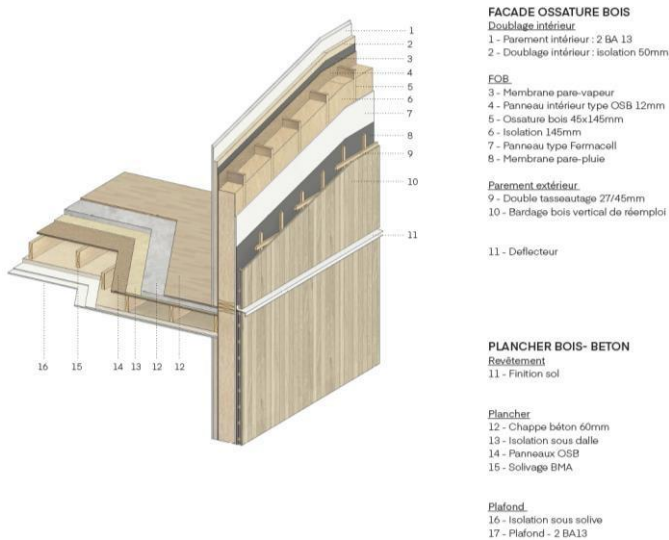 FACADE OSSATURE BOIS
Doublage intérieur
1 - Parement intérieur : 2 BA 13
2 - Doublage intérieur : isolation 50mm
FOB
3 - Membrane pare-vapeur
4 - Panneau intérieur type OSB 12mm
5 - Ossature bois 45x145mm
6 - Isolation 145mm
7 - Panneau type Fermacell
8 - Membrane pare-pluie
Parement extérieur
9 - Double tasseautage 27/45mm
10 - Bardage bois vertical de réemploi
11 - Deflecteur
PLANCHER BOIS- BETON
Revêtement
11 - Finition sol
Plancher
12 - Chappe béton 60mm
13 - Isolation sous dalle
14 - Panneaux OSB
15 - Solivage BMA
Plafond
16 - Isolation sous solive
17 - Plafond - 2 BA13
1
2
3
4
5
6
7
8
9
10
11
16 15 14 13 12 12